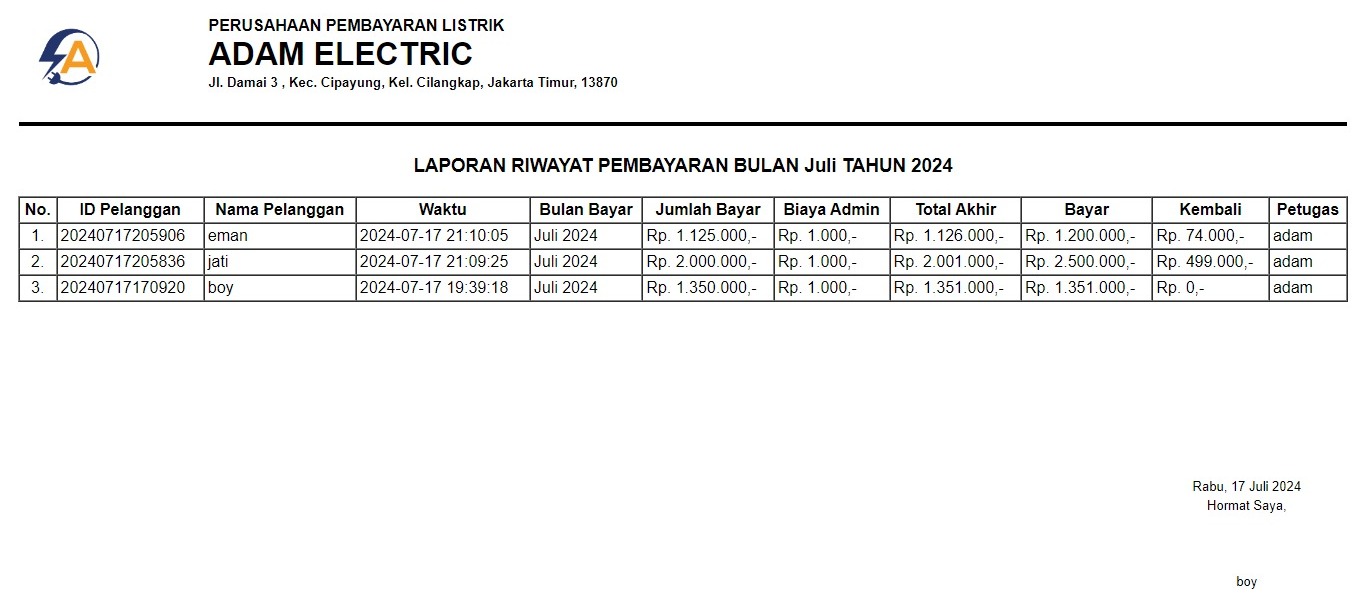 PERUSAHAAN PEMBAYARAN LISTRIK
ADAM ELECTRIC
Jl. Damai 3 , Kec. Cipayung, Kel. Cilangkap, Jakarta Timur, 13870
A
LAPORAN RIWAYAT PEMBAYARAN BULAN Juli TAHUN 2024
No. ID Pelanggan Nama Pelanggan Waktu Bulan Bayar Jumlah Bayar Biaya Admin Total Akhir Bayar Kembali Petugas
1. 20240717205906 eman 2024-07-17 21:10:05 Juli 2024 Rp. 1.125.000,- Rp. 1.000,- Rp. 1.126.000,- Rp. 1.200.000,- Rp. 74.000,- adam
2. 20240717205836 jati 2024-07-17 21:09:25 Juli 2024 Rp. 2.000.000,- Rp. 1.000,- Rp. 2.001.000,- Rp. 2.500.000,- Rp. 499.000,- adam
3. 20240717170920 boy 2024-07-17 19:39:18 Juli 2024 Rp. 1.350.000,- Rp. 1.000,- Rp. 1.351.000,- Rp. 1.351.000,- Rp. 0,- adam
Rabu, 17 Juli 2024
Hormat Saya,
boy